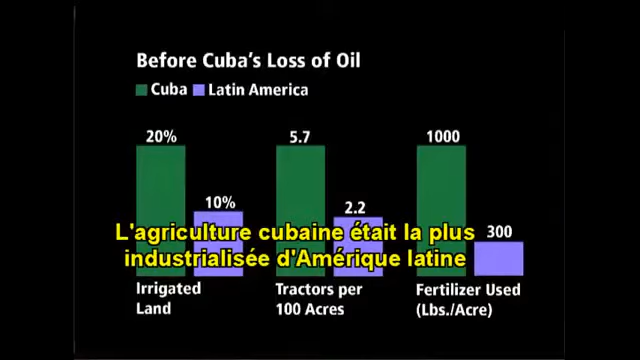 Before Cuba's Loss of Oil
Cuba Latin America
20% 5.7 1000
10% 2.2 300
L'agriculture cubaine était la plus
industrialisée d'Amérique latine
Irrigated Tractors per Fertilizer Used
Land 100 Acres (Lbs./Acre)